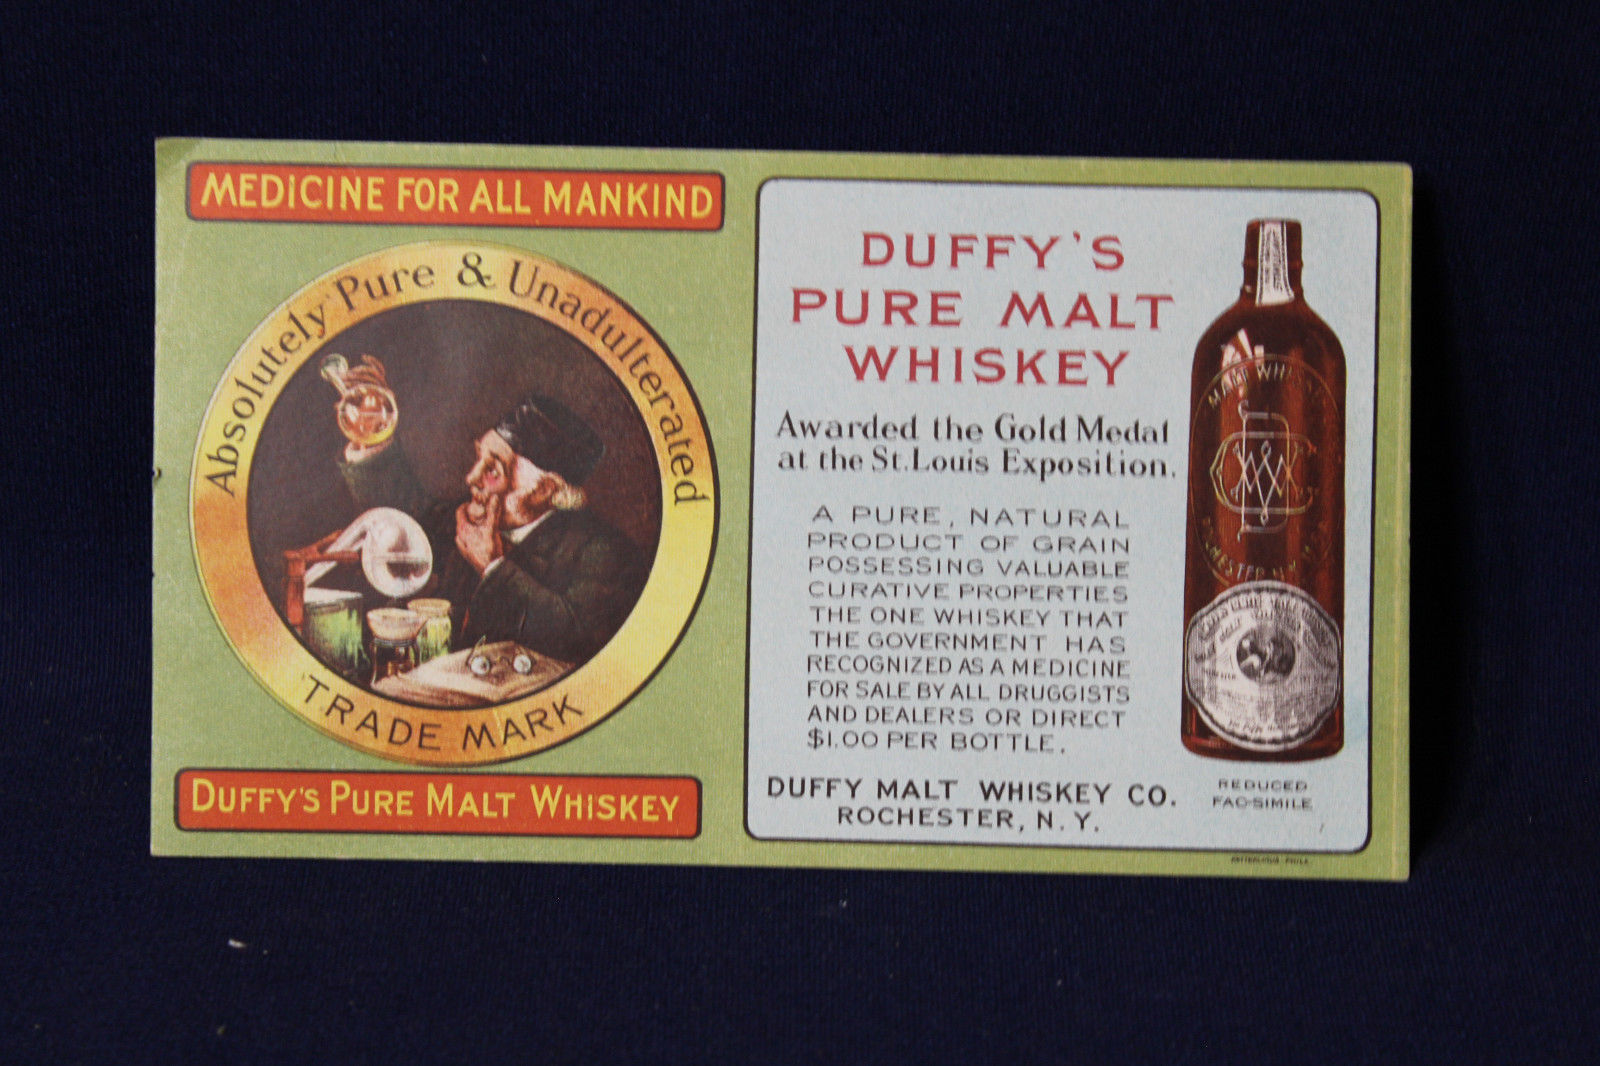 MEDICINE FOR ALL MANKIND
Absolutely Pure & Unadulterated
TRADE MARK
DUFFY'S PURE MALT WHISKEY
DUFFY'S
PURE MALT
WHISKEY
Awarded the Gold Medal
at the St. Louis Exposition.
A PURE, NATURAL
PRODUCT OF GRAIN
POSSESSING VALUABLE
CURATIVE PROPERTIES
THE ONE WHISKEY THAT
THE GOVERNMENT HAS
RECOGNIZED AS A MEDICINE
FOR SALE BY ALL DRUGGISTS
AND DEALERS OR DIRECT
$1.00 PER BOTTLE.
DUFFY MALT WHISKEY CO.
ROCHESTER, N.Y.
MALT
REDUCED
FAC-SIMILE